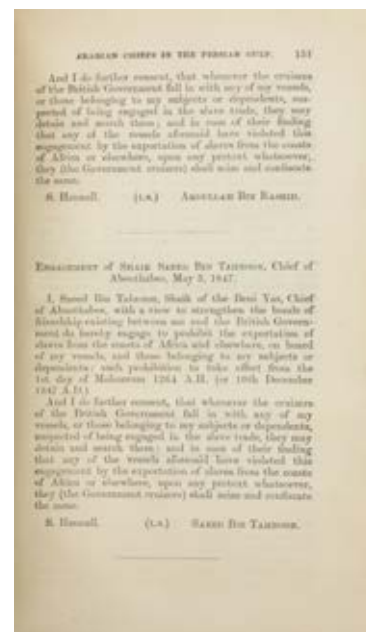 ARABIAN CHIEFS IN THE PERSIAN GULF. 151
And I do further consent, that whenever the cruizers
of the British Government fall in with any of my vessels,
or those belonging to my subjects or dependents, sus-
pected of being engaged in the slave trade, they may
detain and search them; and in case of their finding
that any of the vessels aforesaid have violated this
engagement by the exportation of slaves from the coasts
of Africa or elsewhere, upon any pretext whatsoever,
they (the Government cruizers) shall seize and confiscate
the same.
S. Hennell. (L.S.) ABDULLAH BIN RASHID.
ENGAGEMENT of SHAIK SAEED BIN TAHNOON, Chief of
Aboothabee, May 3, 1847.
I, Saeed Bin Tahnoon, Shaik of the Beni Yas, Chief
of Aboothabee, with a view to strengthen the bonds of
friendship existing between me and the British Govern-
ment do hereby engage to prohibit the exportation of
slaves from the coasts of Africa and elsewhere, on board
of my vessels, and those belonging to my subjects or
dependents: such prohibition to take effect from the
1st day of Mohurrum 1264 A.H. (or 10th December
1847 A.D.)
And I do further consent, that whenever the cruizers
of the British Government fall in with any of my
vessels, or those belonging to my subjects or dependents,
suspected of being engaged in the slave trade, they may
detain and search them; and in case of their finding
that any of the vessels aforesaid have violated this
engagement by the exportation of slaves from the coasts
of Africa or elsewhere, upon any pretext whatsoever,
they (the Government cruizers) shall seize and confiscate
the same.
S. Hennell. (L.S.) SAEED BIN TAHNOON.